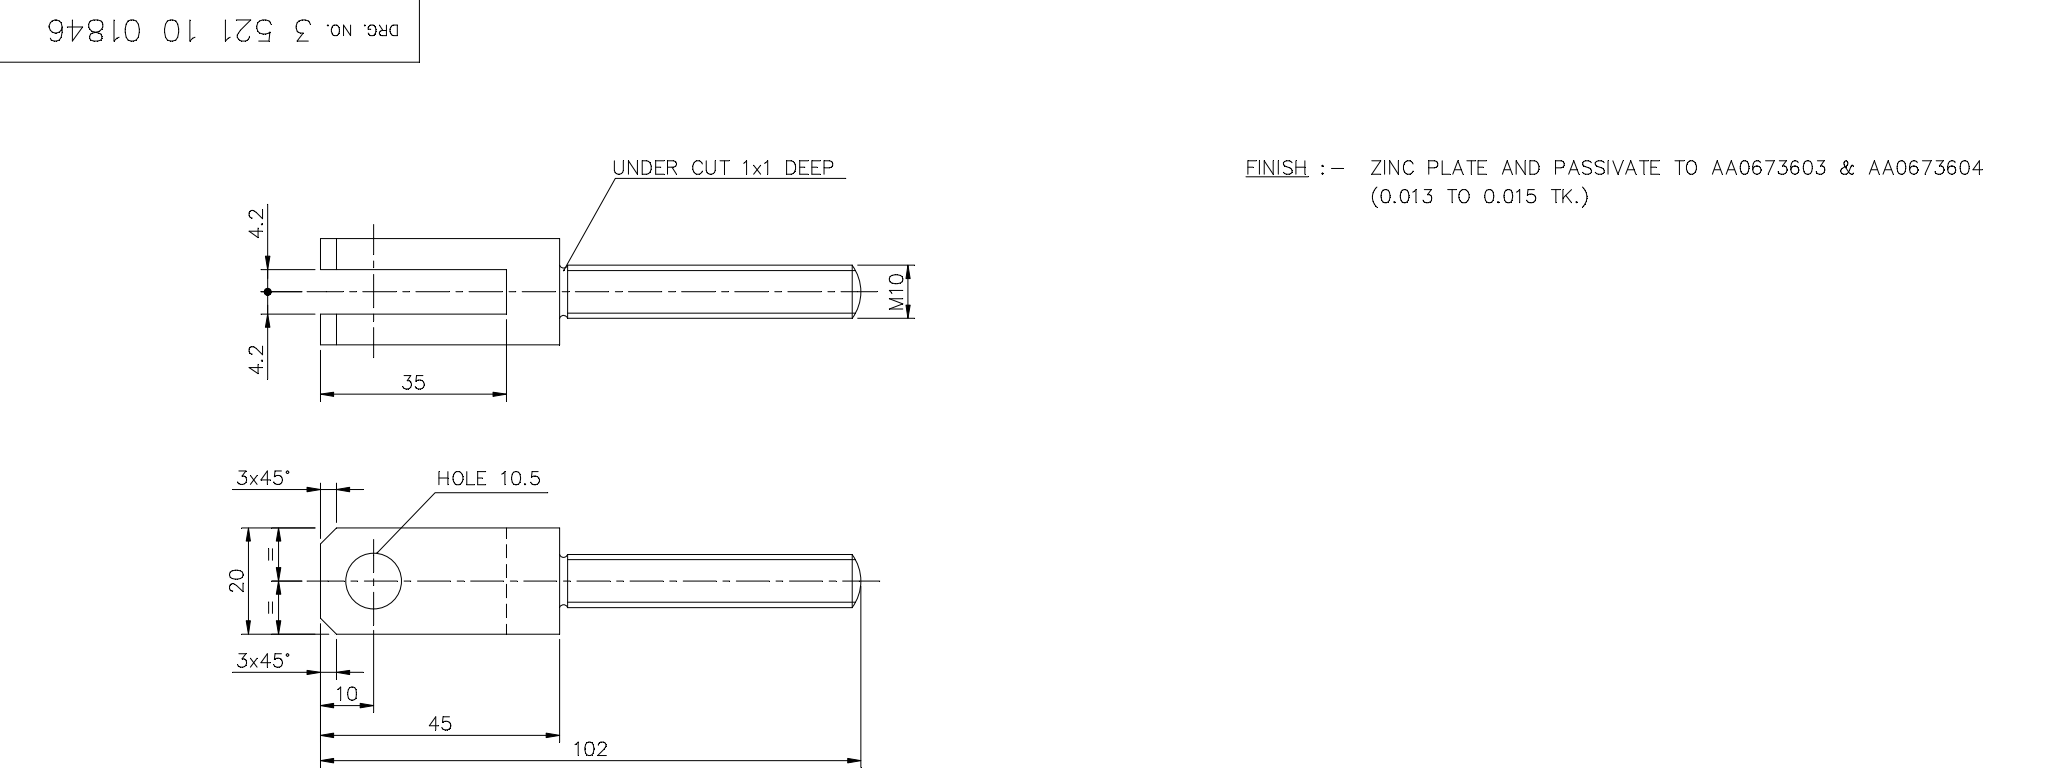 DRG. NO. 3 521 10 01846
UNDER CUT 1x1 DEEP
FINISH :- ZINC PLATE AND PASSIVATE TO AA0673603 & AA0673604
(0.013 TO 0.015 TK.)
4.2
M10
4.2
35
3x45°
HOLE 10.5
=
20
=
3x45°
10
45
102